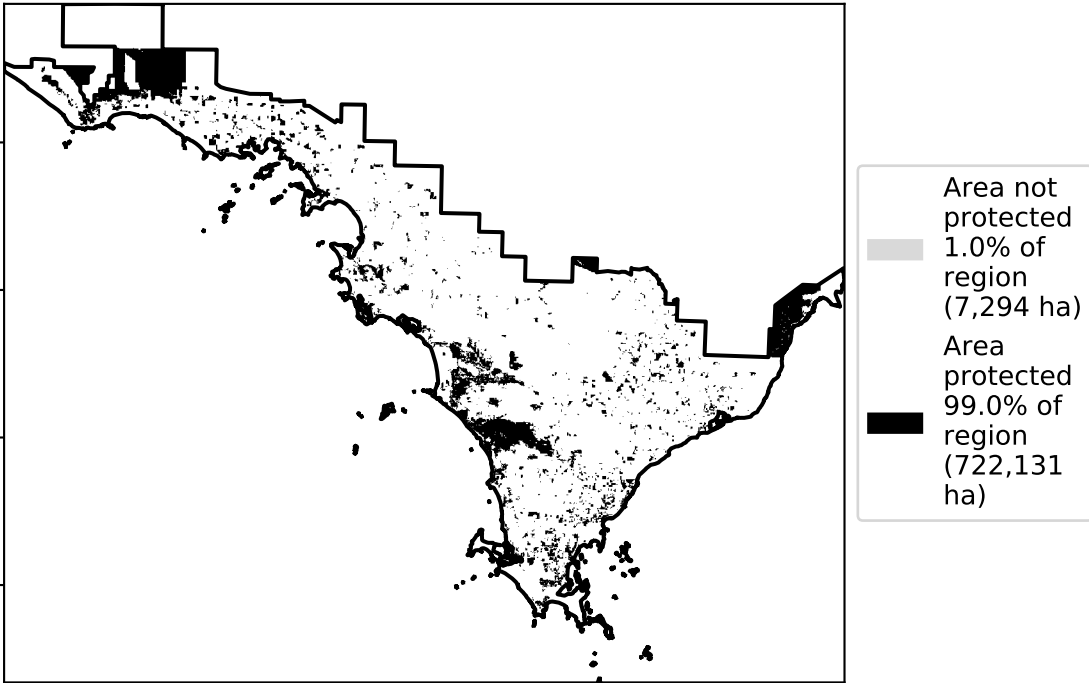 Area not
protected
1.0% of
region
(7,294 ha)
Area
protected
99.0% of
region
(722,131
ha)